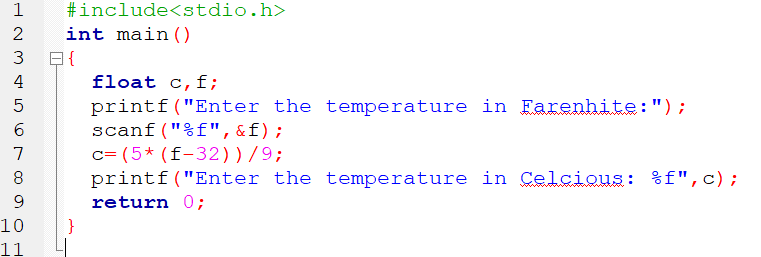 1 #include<stdio.h>
2 int main()
3 {
4 float c,f;
5 printf("Enter the temperature in Farenhite:");
6 scanf("%f",&f);
7 c=(5*(f-32))/9;
8 printf("Enter the temperature in Celcious: %f",c);
9 return 0;
10 }
11